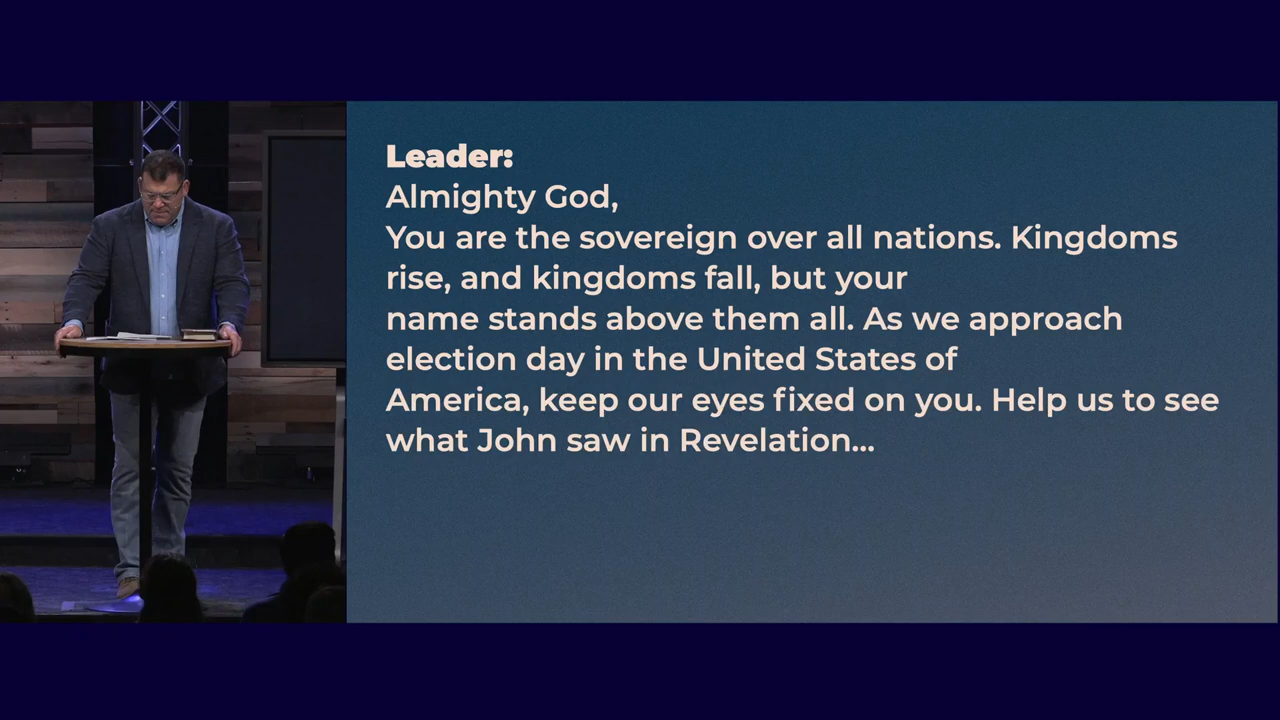 Leader:
Almighty God,
You are the sovereign over all nations. Kingdoms
rise, and kingdoms fall, but your
name stands above them all. As we approach
election day in the United States of
America, keep our eyes fixed on you. Help us to see
what John saw in Revelation...